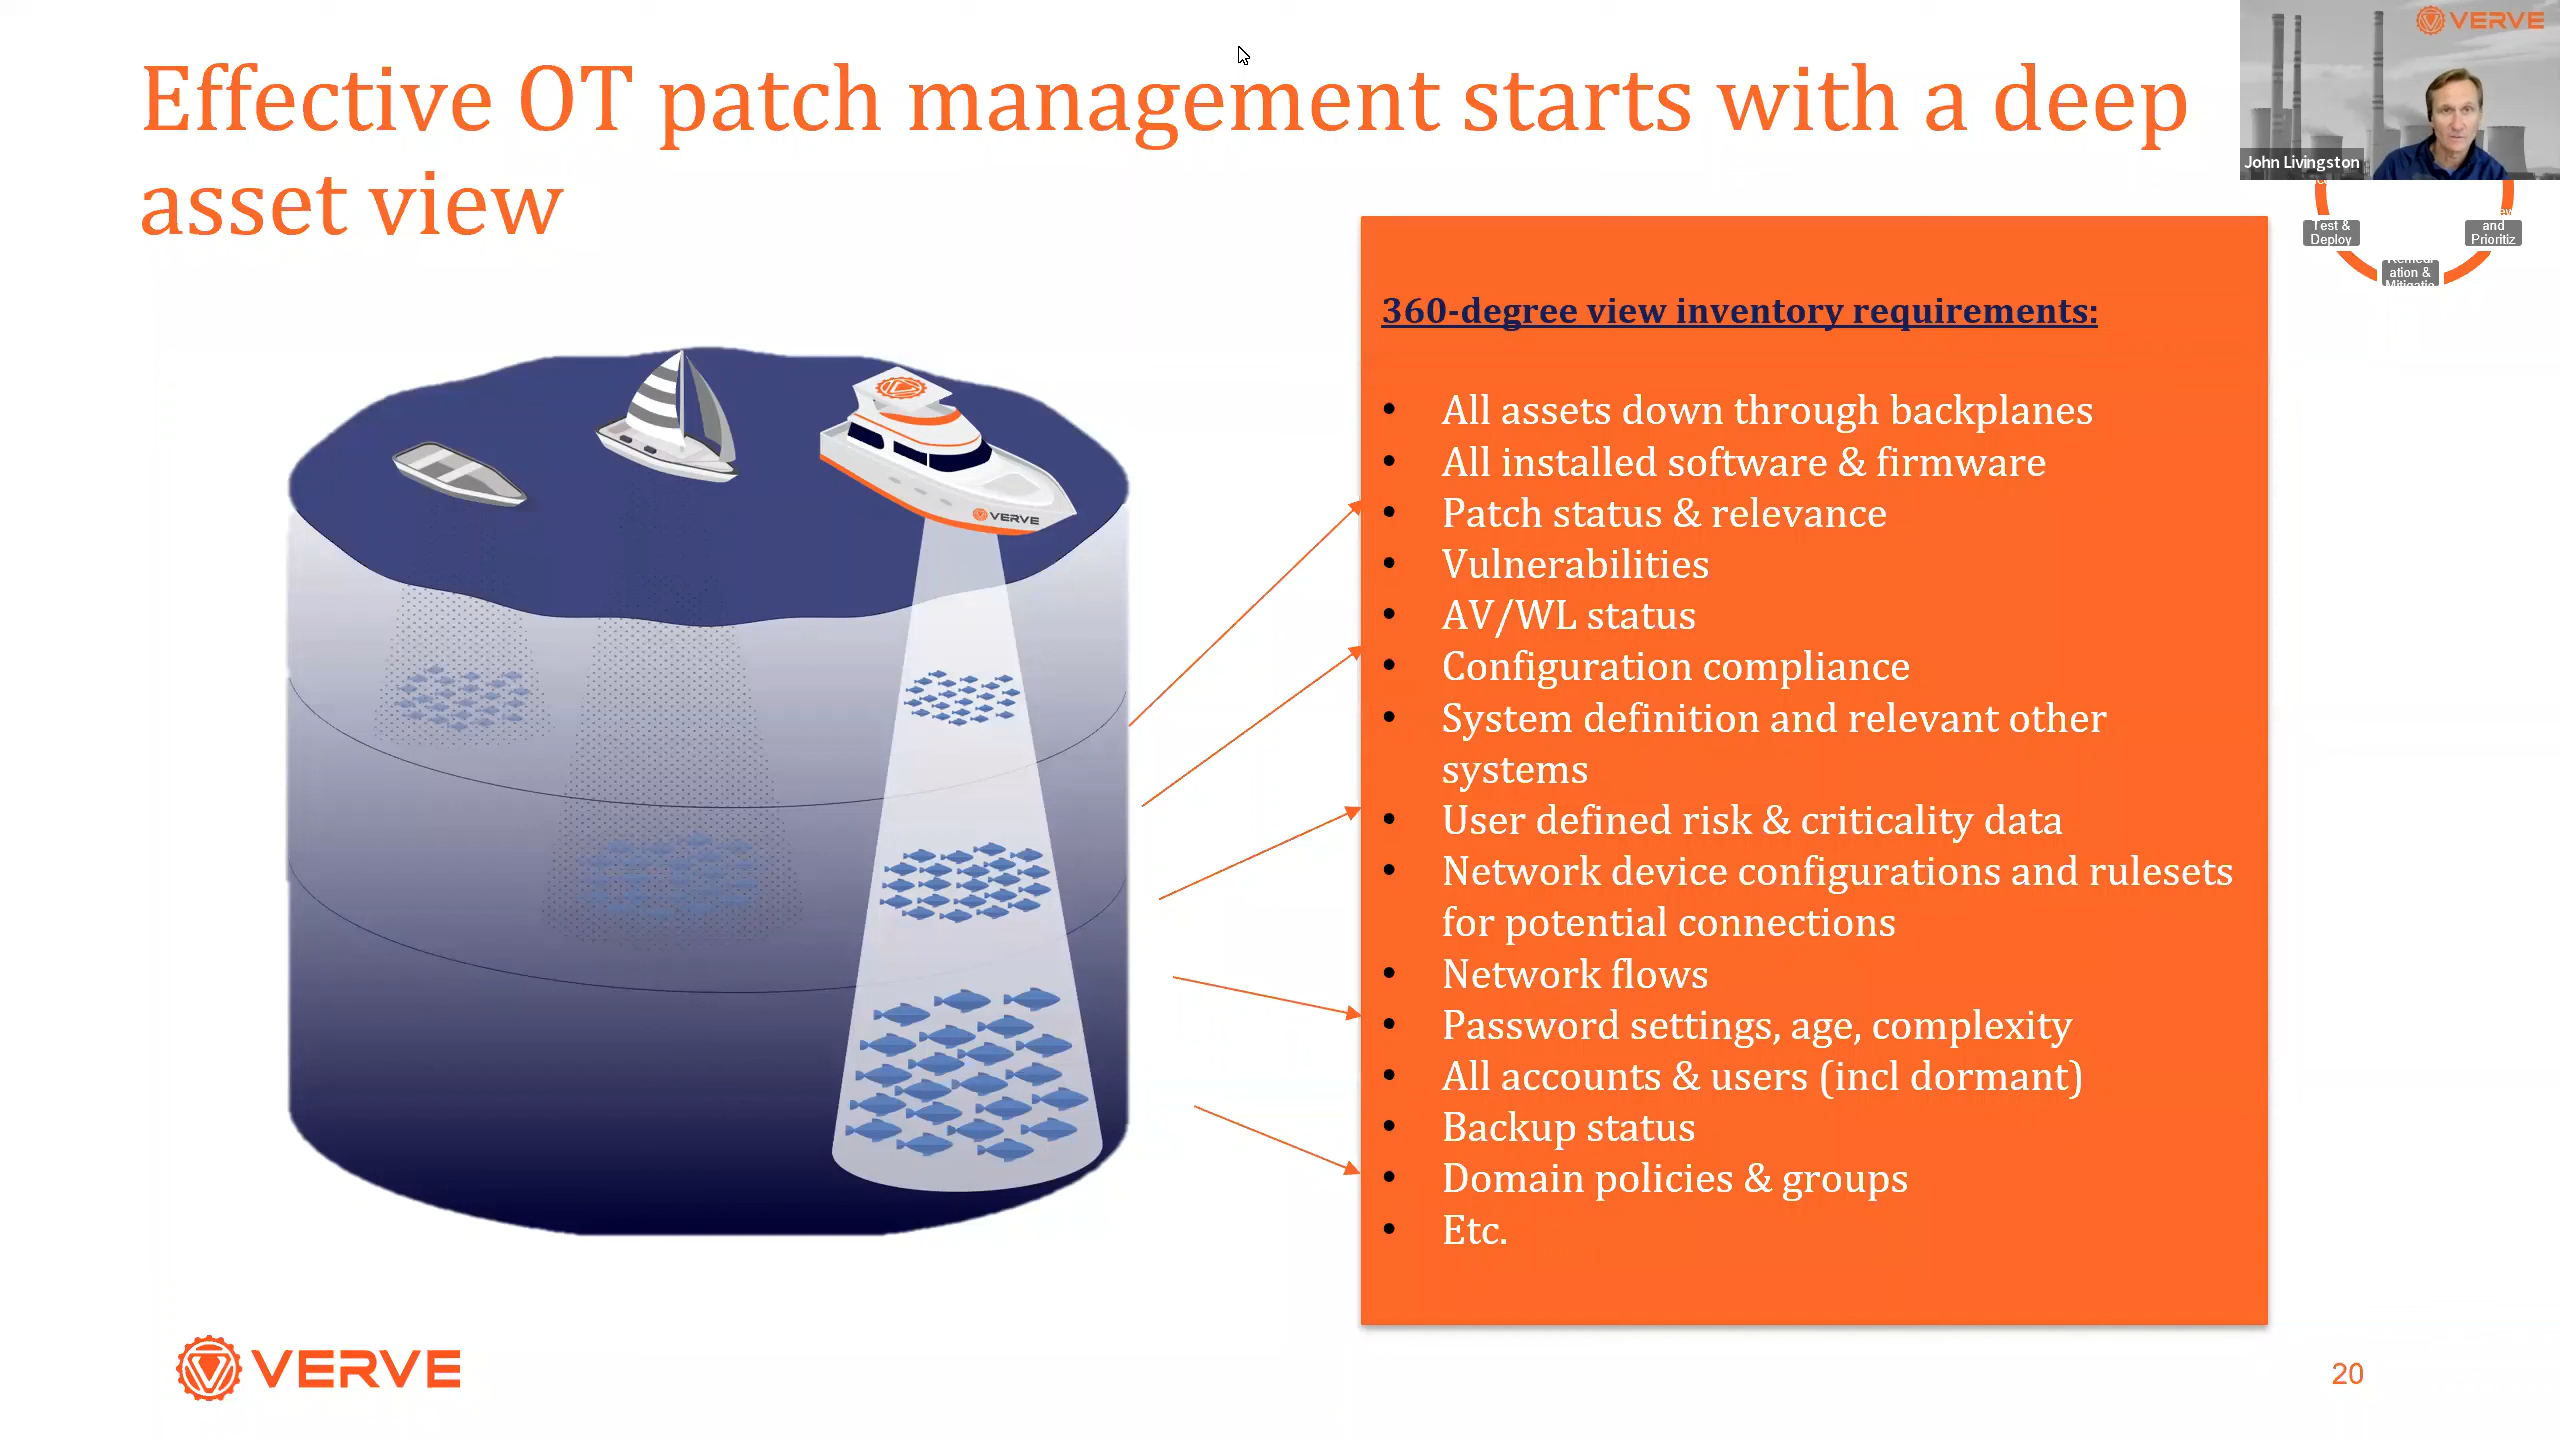 Effective OT patch management starts with a deep
asset view
VERVE
John Livingston
Test &
Deploy
and
Prioritiz
ation &
360-degree view inventory requirements:
• All assets down through backplanes
• All installed software & firmware
• Patch status & relevance
• Vulnerabilities
• AV/WL status
• Configuration compliance
• System definition and relevant other
systems
• User defined risk & criticality data
• Network device configurations and rulesets
for potential connections
• Network flows
• Password settings, age, complexity
• All accounts & users (incl dormant)
• Backup status
• Domain policies & groups
• Etc.
VERVE
VERVE
20